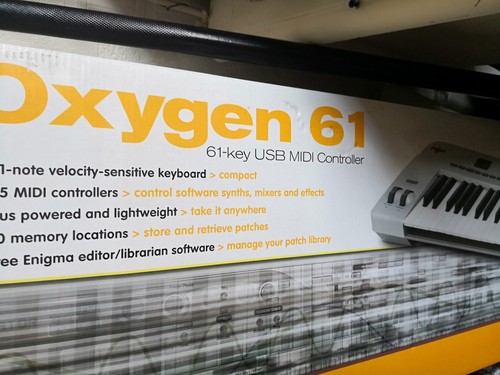 Oxygen 61
61-key USB MIDI Controller
1-note velocity-sensitive keyboard > compact
5 MIDI controllers > control software synths, mixers and effects
us powered and lightweight > take it anywhere
0 memory locations > store and retrieve patches
ree Enigma editor/librarian software > manage your patch library